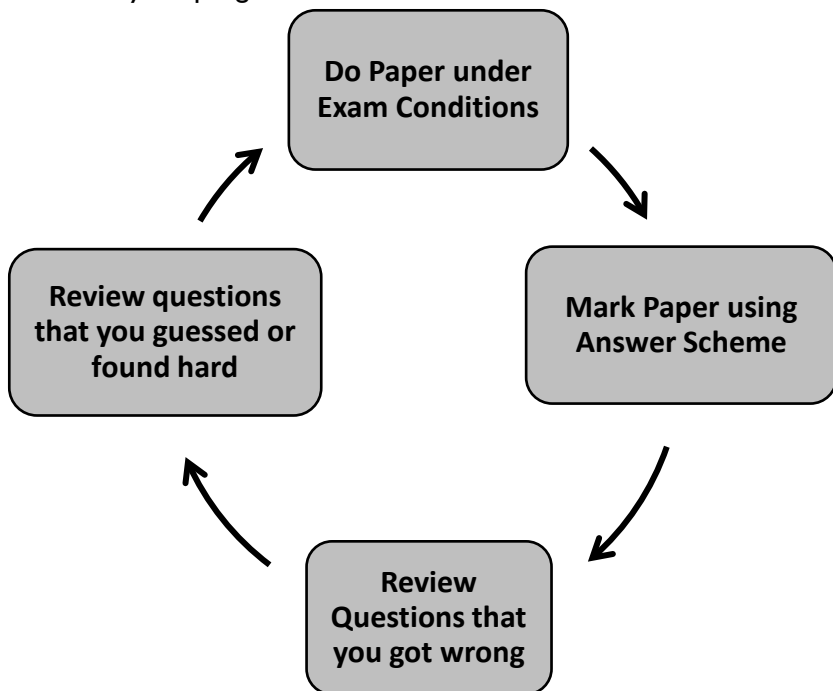 Do Paper under
Exam Conditions
Mark Paper using
Answer Scheme
Review
Questions that
you got wrong
Review questions
that you guessed or
found hard